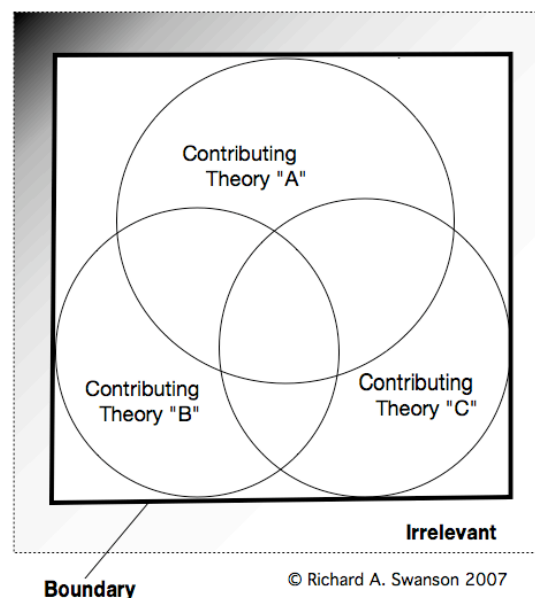 Contributing
Theory "A"
Contributing
Theory "B"
Contributing
Theory "C"
Irrelevant
Boundary
© Richard A. Swanson 2007